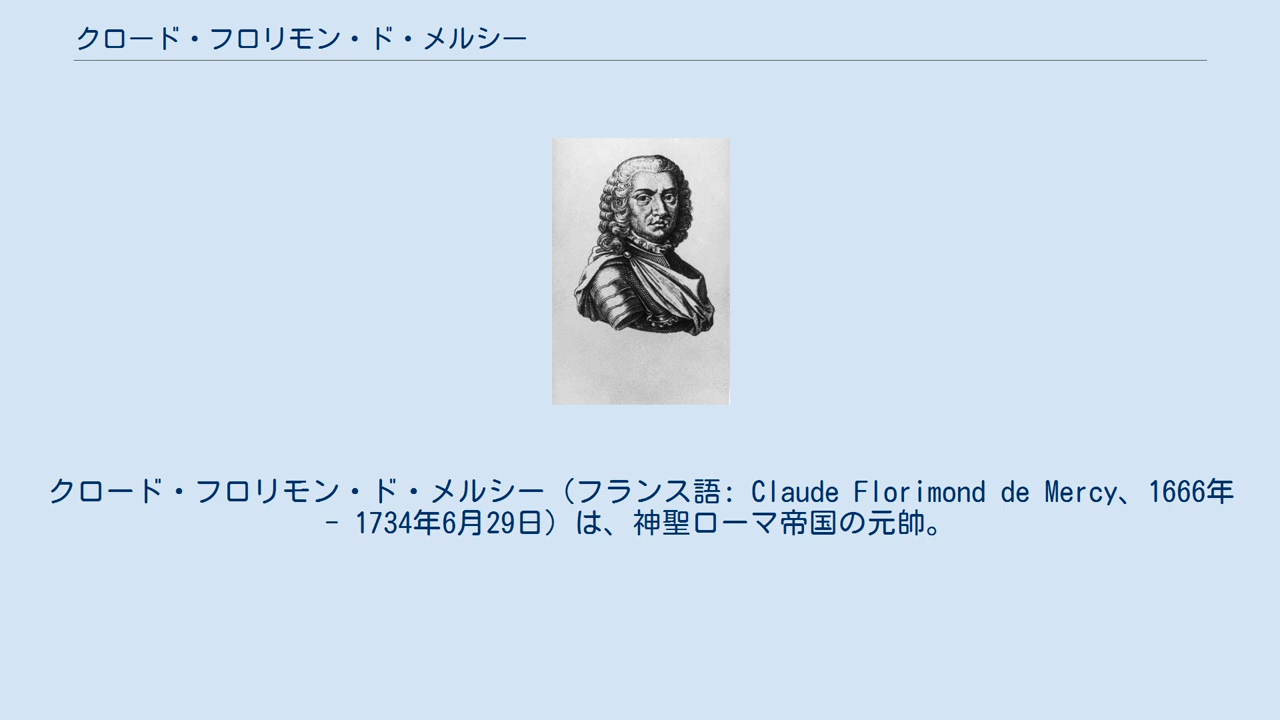 クロード・フロリモン・ド・メルシー
クロード・フロリモン・ド・メルシー（フランス語: Claude Florimond de Mercy、1666年
- 1734年6月29日）は、神聖ローマ帝国の元帥。